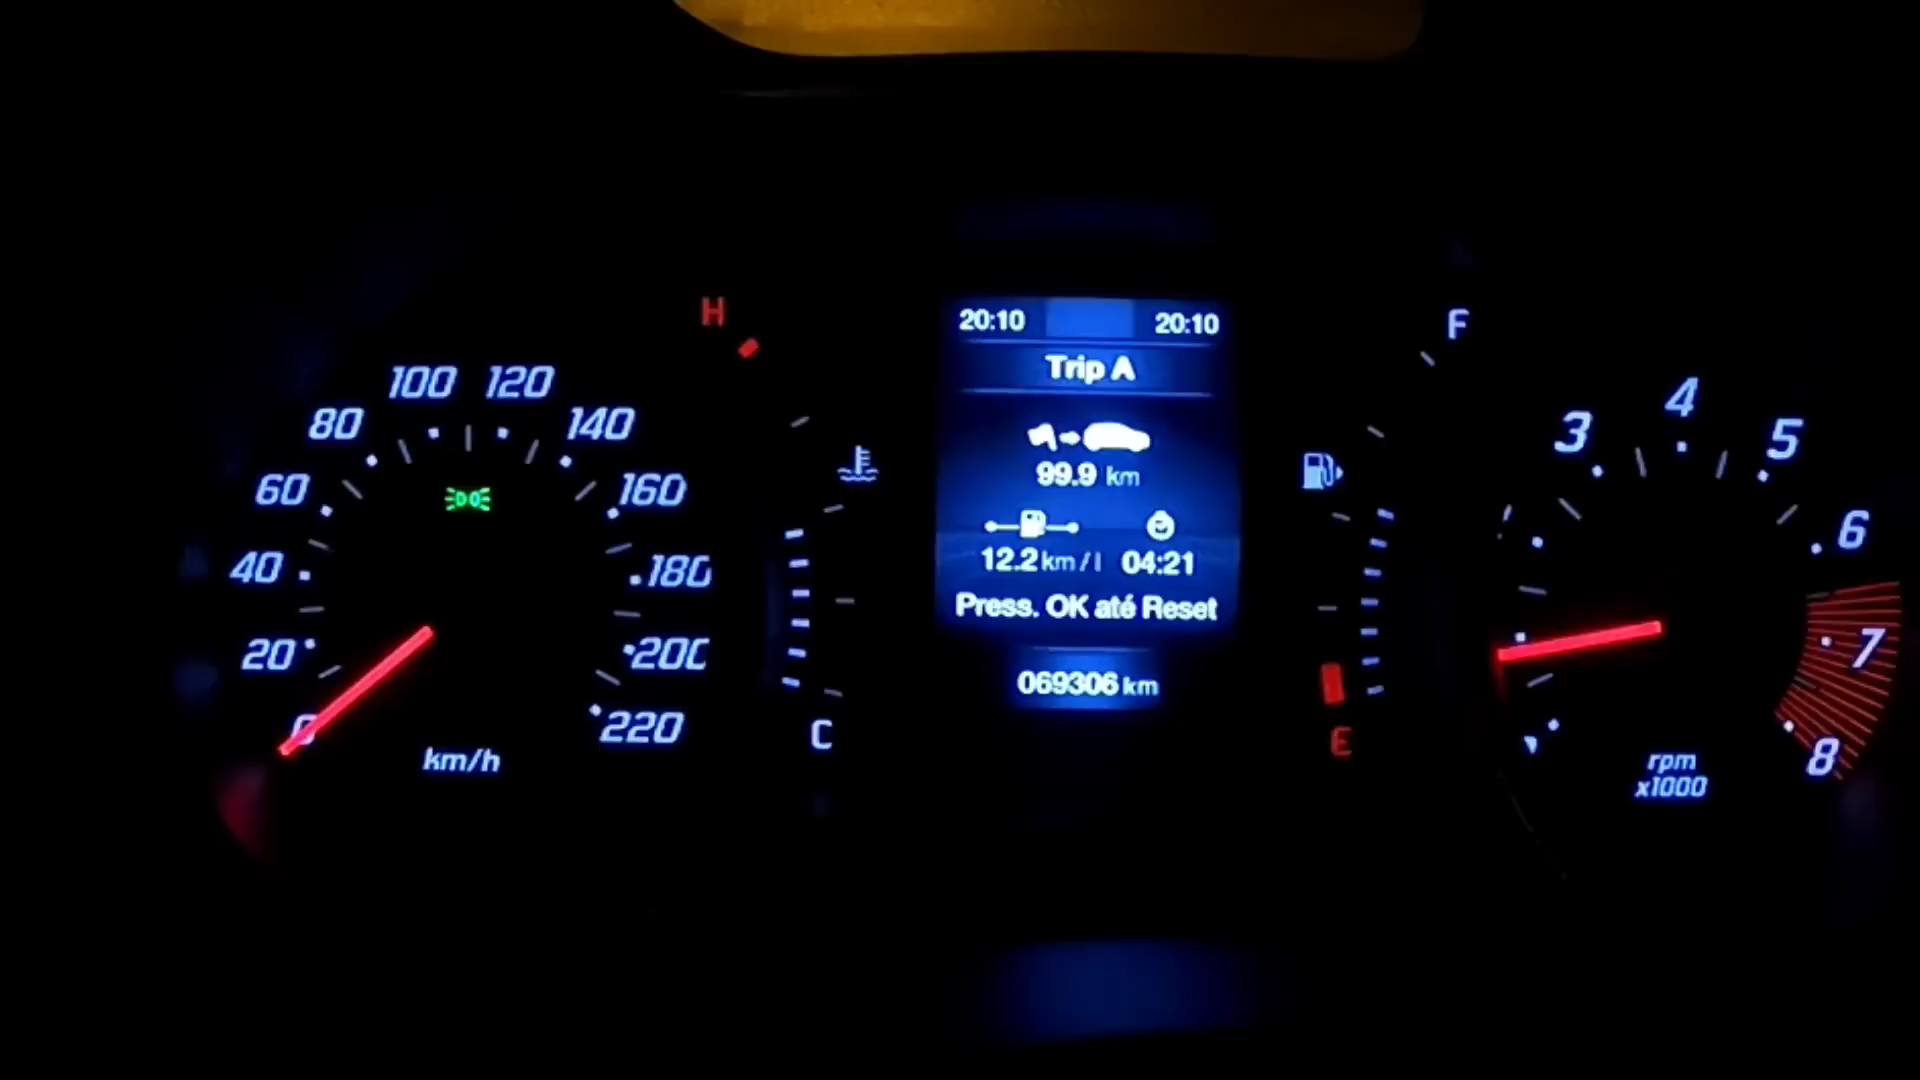 H
F
100 120
80 140
60 160
40 180
20 200
0 220
km/h
C
20:10 20:10
Trip A
99.9 km
12.2 km/l 04:21
Press. OK até Reset
069306 km
E
3 4 5
6
7
8
rpm
x1000